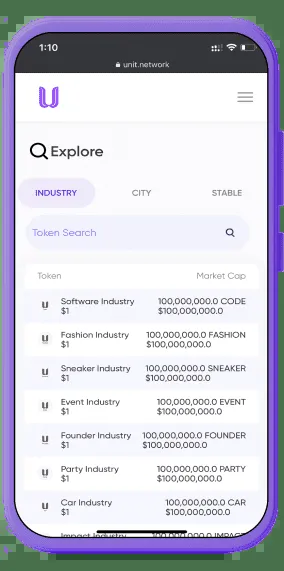 1:10
unit.network
U
Explore
INDUSTRY CITY STABLE
Token Search
Token Market Cap
Software Industry 100,000,000.0 CODE
$1 $100,000,000.0
Fashion Industry 100,000,000.0 FASHION
$1 $100,000,000.0
Sneaker Industry 100,000,000.0 SNEAKER
$1 $100,000,000.0
Event Industry 100,000,000.0 EVENT
$1 $100,000,000.0
Founder Industry 100,000,000.0 FOUNDER
$1 $100,000,000.0
Party Industry 100,000,000.0 PARTY
$1 $100,000,000.0
Car Industry 100,000,000.0 CAR
$1 $100,000,000.0
Impact Industry 100,000,000.0 IMPACT